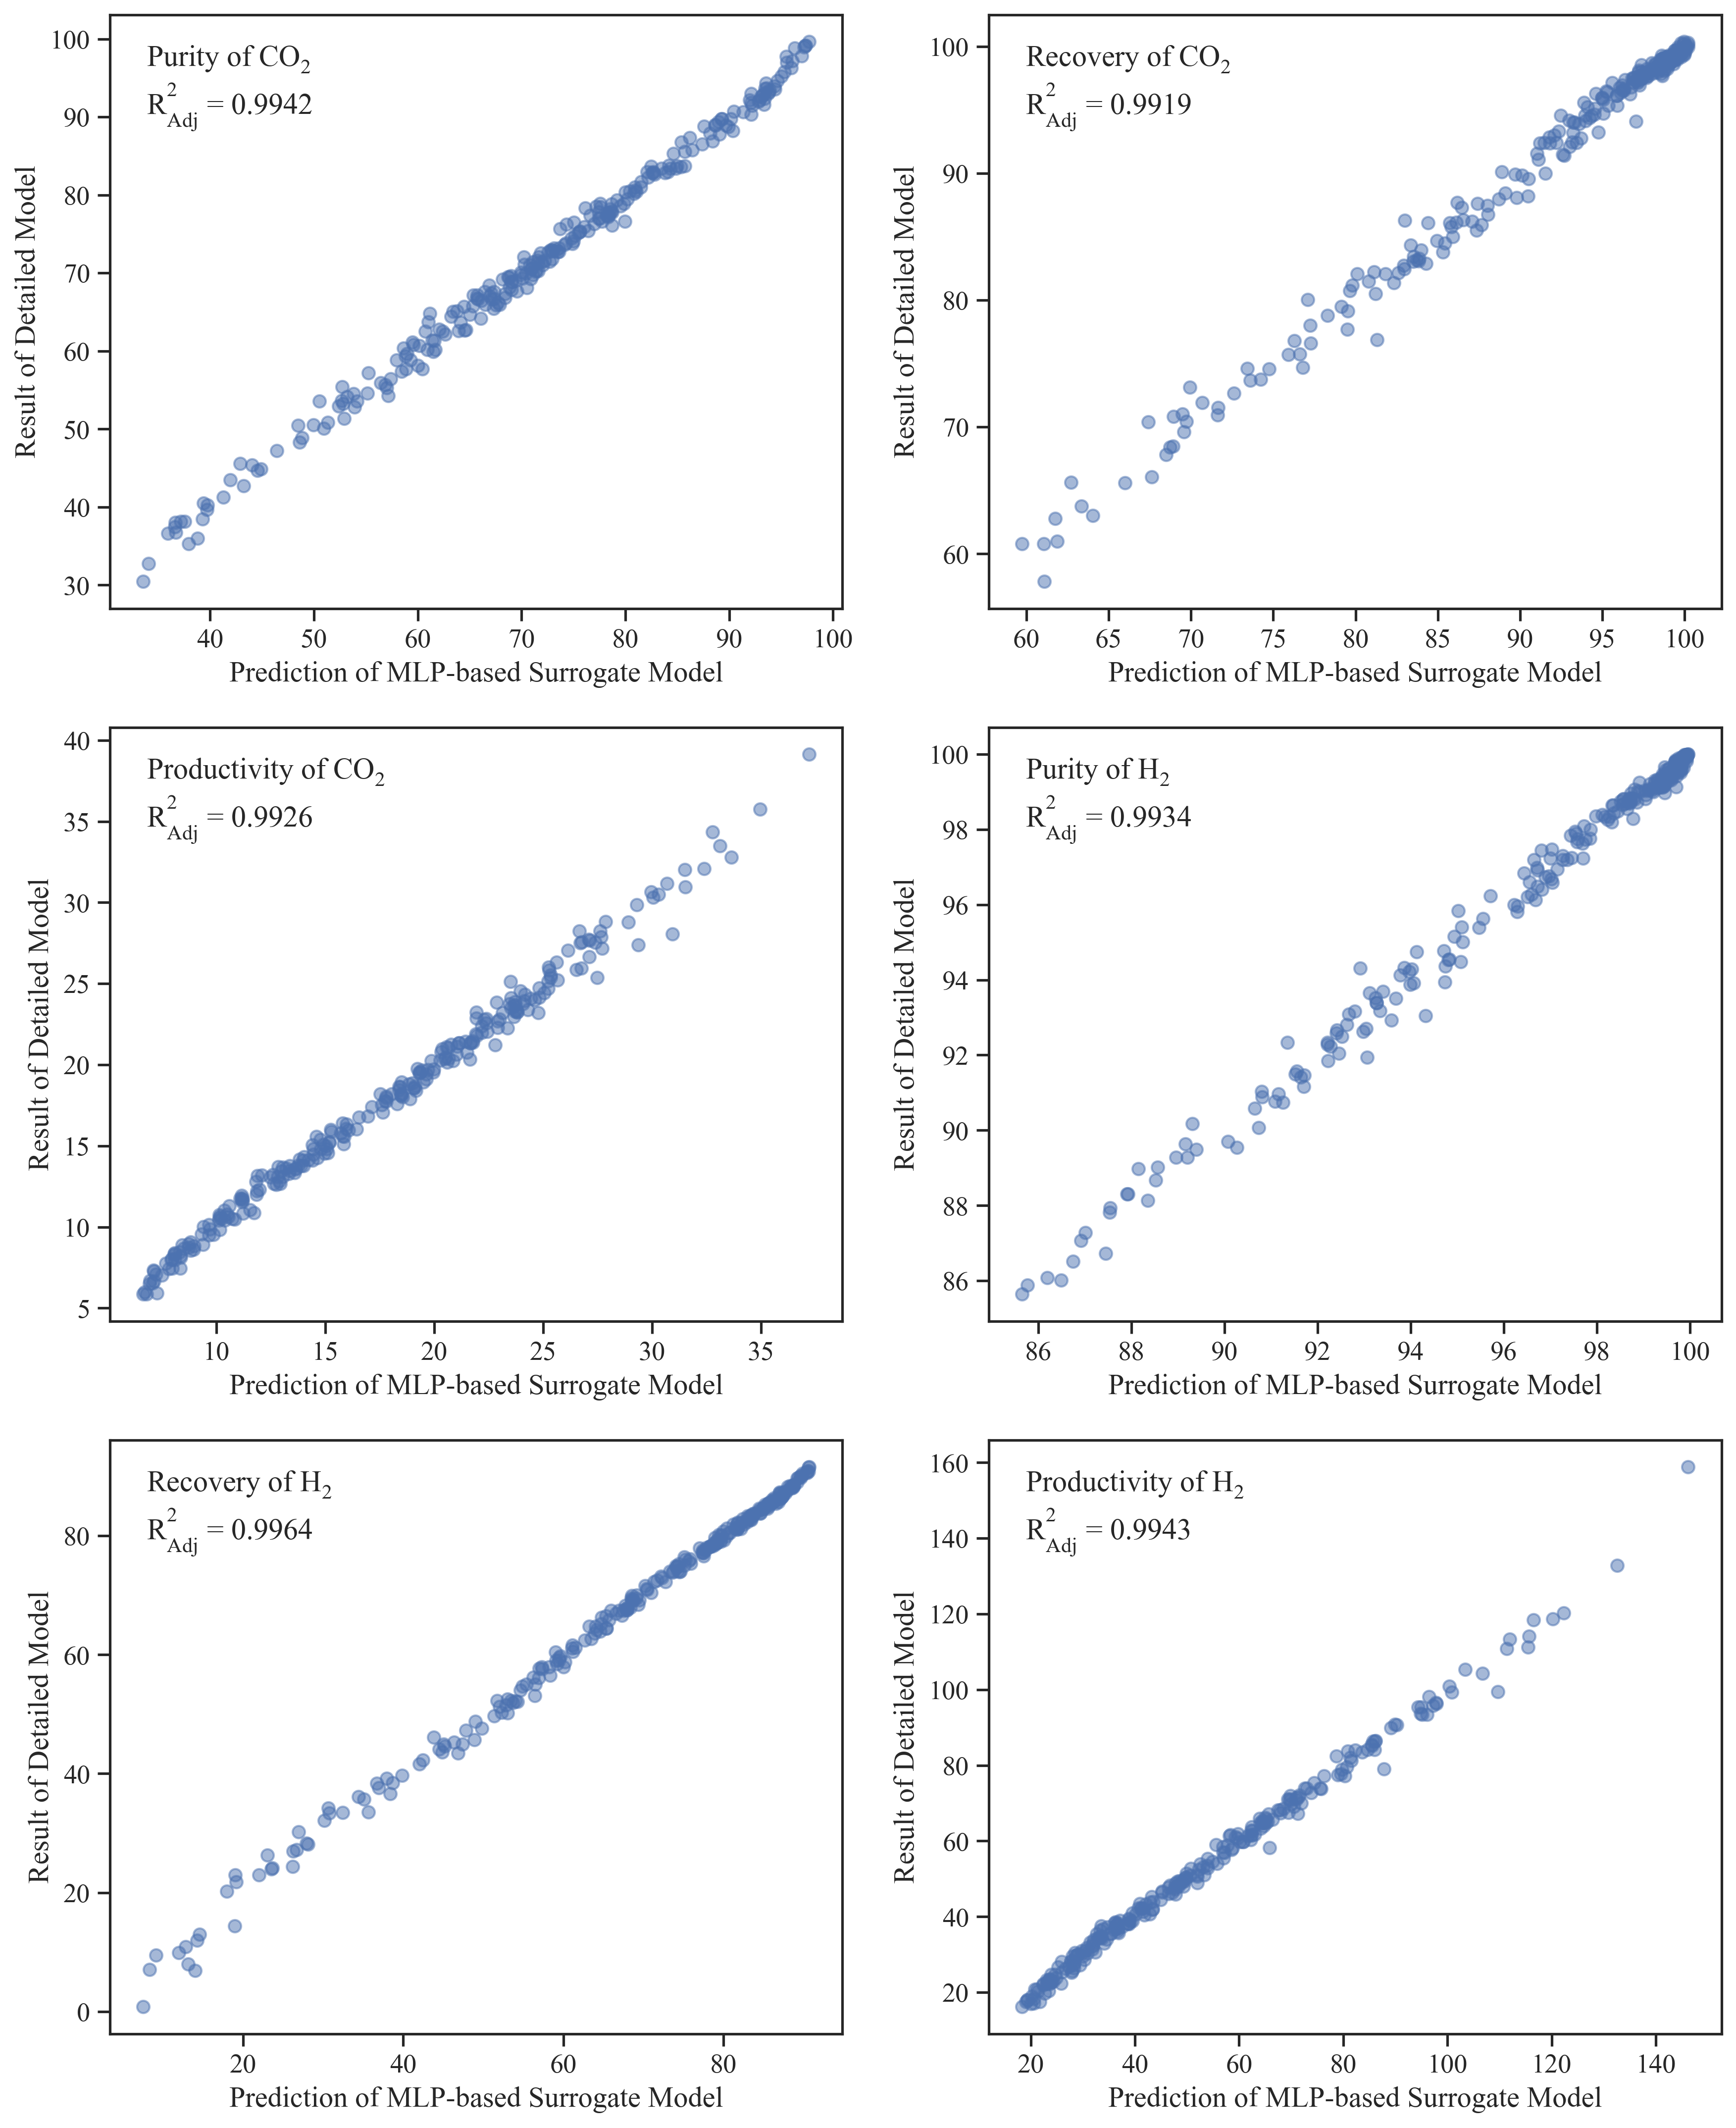 Purity of CO₂
R²Adj = 0.9942
100
90
80
70
60
50
40
30
Result of Detailed Model
40 50 60 70 80 90 100
Prediction of MLP-based Surrogate Model
Recovery of CO₂
R²Adj = 0.9919
100
90
80
70
60
Result of Detailed Model
60 65 70 75 80 85 90 95 100
Prediction of MLP-based Surrogate Model
Productivity of CO₂
R²Adj = 0.9926
40
35
30
25
20
15
10
5
Result of Detailed Model
10 15 20 25 30 35
Prediction of MLP-based Surrogate Model
Purity of H₂
R²Adj = 0.9934
100
98
96
94
92
90
88
86
Result of Detailed Model
86 88 90 92 94 96 98 100
Prediction of MLP-based Surrogate Model
Recovery of H₂
R²Adj = 0.9964
80
60
40
20
0
Result of Detailed Model
20 40 60 80
Prediction of MLP-based Surrogate Model
Productivity of H₂
R²Adj = 0.9943
160
140
120
100
80
60
40
20
Result of Detailed Model
20 40 60 80 100 120 140
Prediction of MLP-based Surrogate Model